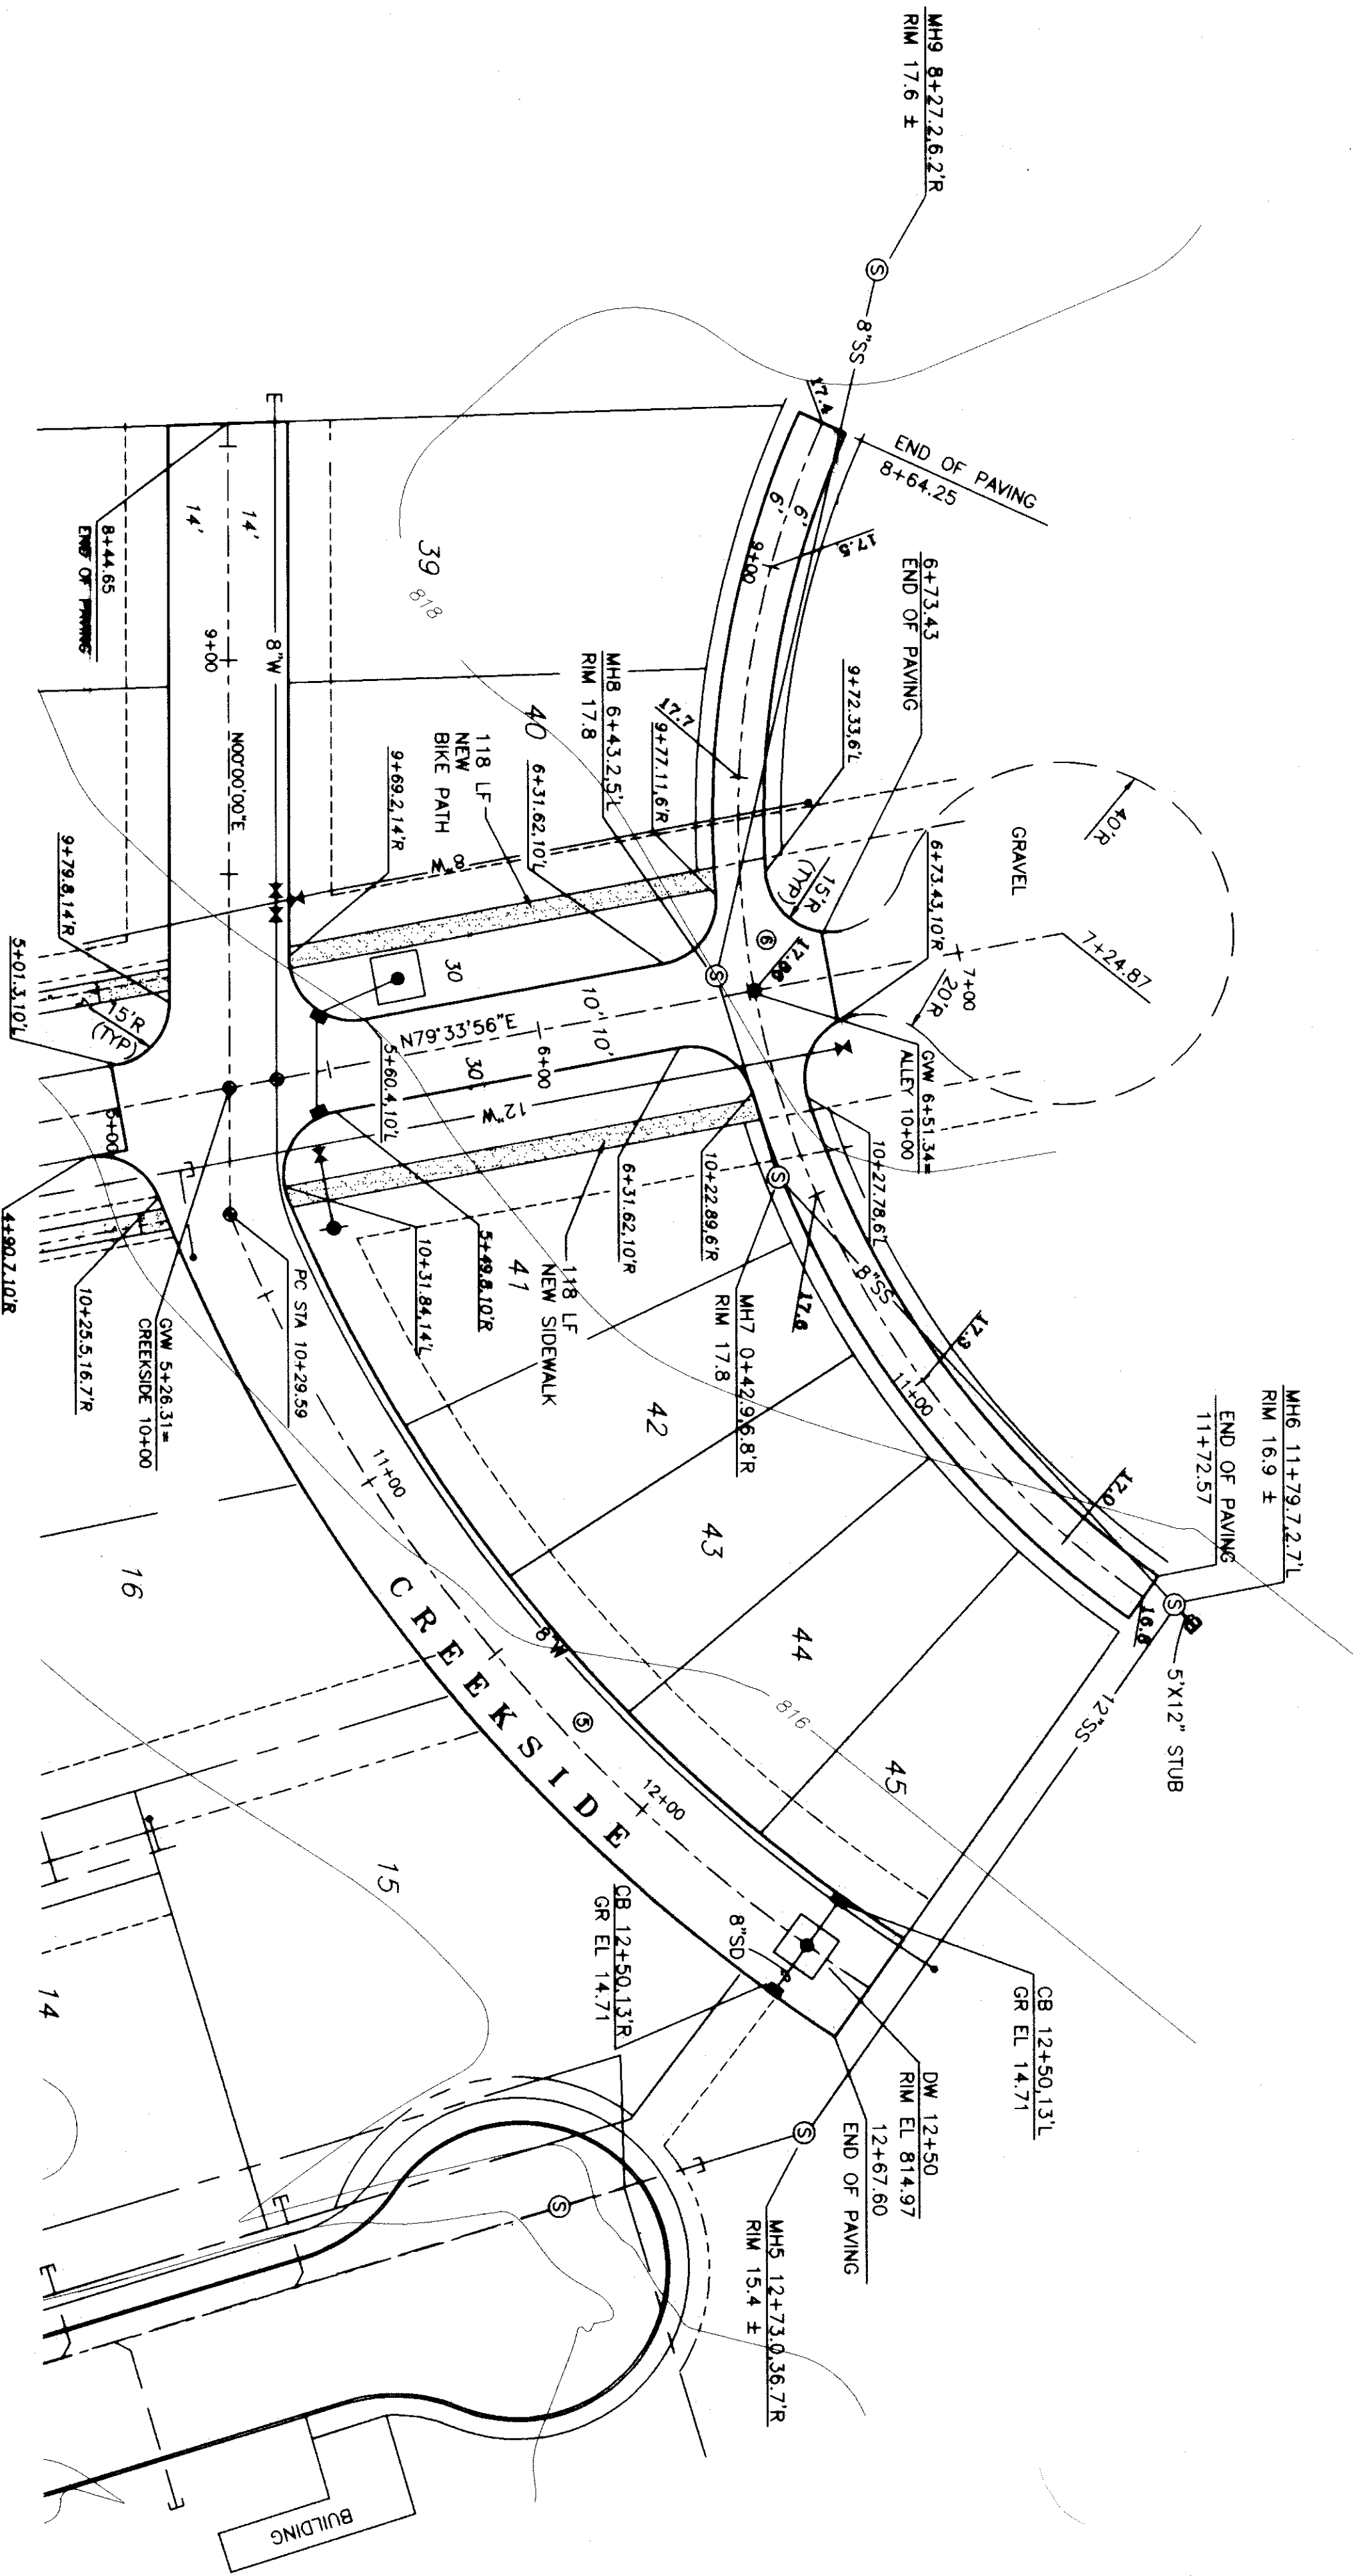 MH9 8+27.2,6.2'R
RIM 17.6 ±
S
8"SS
17.4
END OF PAVING
8+64.25
6'
6'
9+00
17.5
6+73.43
END OF PAVING
9+72.33,6'L
MH8 6+43.2,5'L
RIM 17.8
17.7
9+77.11,6'R
GRAVEL
40'R
15'R
(TYP)
6+73.43,10'R
7+24.87
7+00
20'R
6
17.66
S
GVW 6+51.34=
ALLEY 10+00
10+27.78,6'L
8+44.65
END OF PAVING
14'
14'
9+00
8"W
N00°00'00"E
39
818
40
118 LF
NEW
BIKE PATH
9+69.2,14'R
6+31.62,10'L
8"W
30
10'
10'
N79°33'56"E
6+00
30'
5+60.4,10'L
12"W
9+79.8,14'R
5+01.3,10'L
15'R
(TYP)
5+00
4+90.7,10'R
10+25.5,16.7'R
GVW 5+26.31=
CREEKSIDE 10+00
PC STA 10+29.59
10+31.84,14'L
5+49.8,10'R
41
118 LF
NEW SIDEWALK
6+31.62,10'R
10+22.89,6'R
S
MH7 0+42.9,6.8'R
RIM 17.8
17.6
8"SS
17.3
11+00
17.0
MH6 11+79.7,2.7'L
RIM 16.9 ±
END OF PAVING
11+72.57
16.8
S
5'X12" STUB
12"SS
42
43
44
45
816
11+00
CREEKSIDE
8"W
5
12+00
16
15
14
CB 12+50,13'R
GR EL 14.71
8"SD
CB 12+50,13'L
GR EL 14.71
DW 12+50
RIM EL 814.97
12+67.60
END OF PAVING
S
MH5 12+73.0,36.7'R
RIM 15.4 ±
S
BUILDING